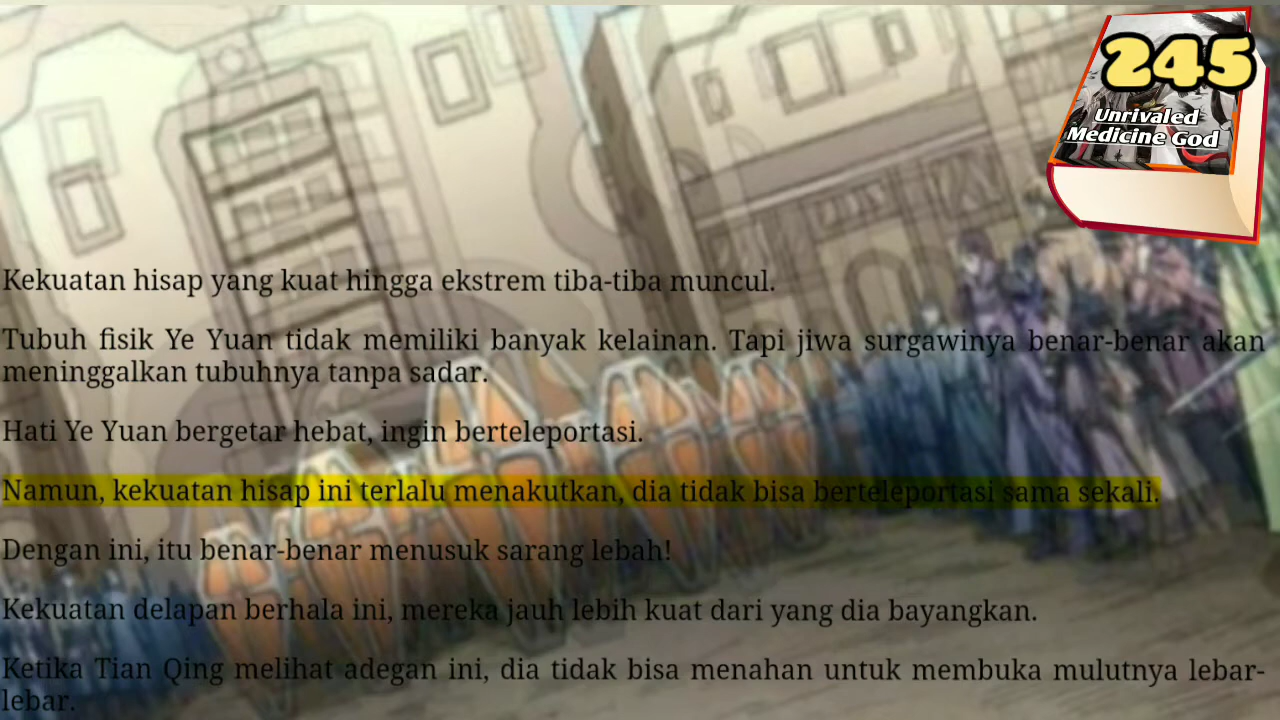 245
Unrivaled
Medicine God
Kekuatan hisap yang kuat hingga ekstrem tiba-tiba muncul.
Tubuh fisik Ye Yuan tidak memiliki banyak kelainan. Tapi jiwa surgawinya benar-benar akan
meninggalkan tubuhnya tanpa sadar.
Hati Ye Yuan bergetar hebat, ingin berteleportasi.
Namun, kekuatan hisap ini terlalu menakutkan, dia tidak bisa berteleportasi sama sekali.
Dengan ini, itu benar-benar menusuk sarang lebah!
Kekuatan delapan berhala ini, mereka jauh lebih kuat dari yang dia bayangkan.
Ketika Tian Qing melihat adegan ini, dia tidak bisa menahan untuk membuka mulutnya lebar-
lebar.